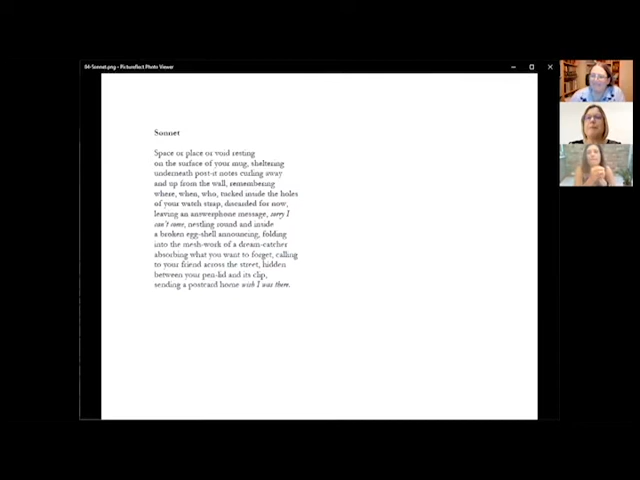 04-Sonnet.png - Pictureflect Photo Viewer
Sonnet
Space or place or void resting
on the surface of your mug, sheltering
underneath post-it notes curling away
and up from the wall, remembering
where, when, who, tucked inside the holes
of your watch strap, discarded for now,
leaving an answerphone message, sorry I
can't come, nestling round and inside
a broken egg-shell announcing, folding
into the mesh-work of a dream-catcher
absorbing what you want to forget, calling
to your friend across the street, hidden
between your pen-lid and its clip,
sending a postcard home wish I was there.